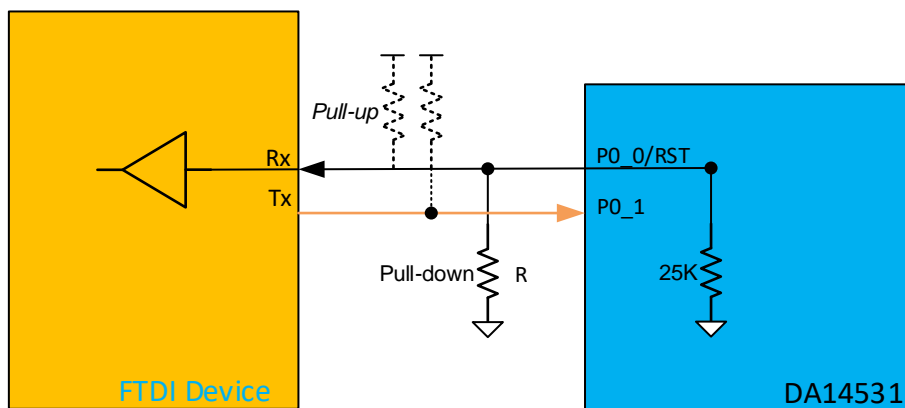 Pull-up
Rx
P0_0/RST
Tx
P0_1
Pull-down
R
25K
FTDI Device
DA14531